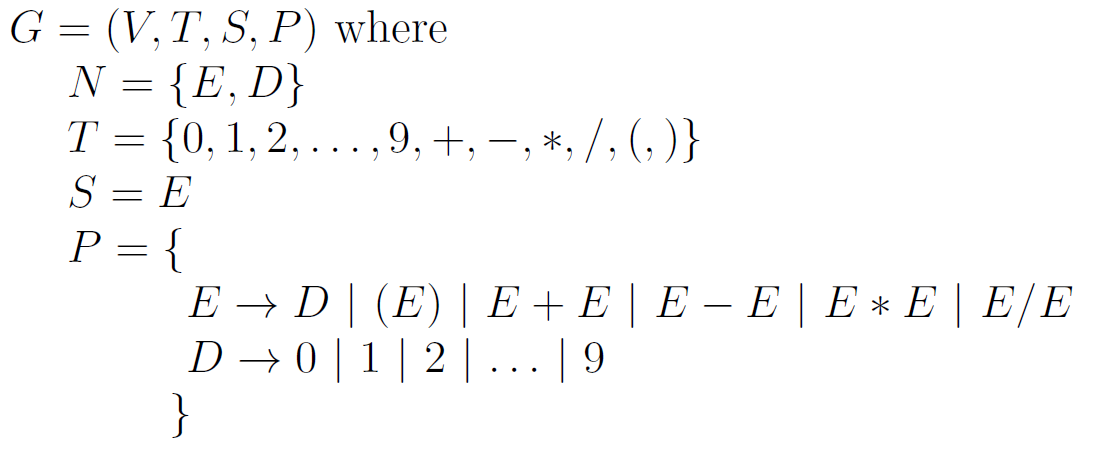 G = (V, T, S, P) where
N = {E, D}
T = {0, 1, 2, . . . , 9, +, −, ∗, /, (, )}
S = E
P = {
E → D | (E) | E + E | E − E | E ∗ E | E/E
D → 0 | 1 | 2 | . . . | 9
}